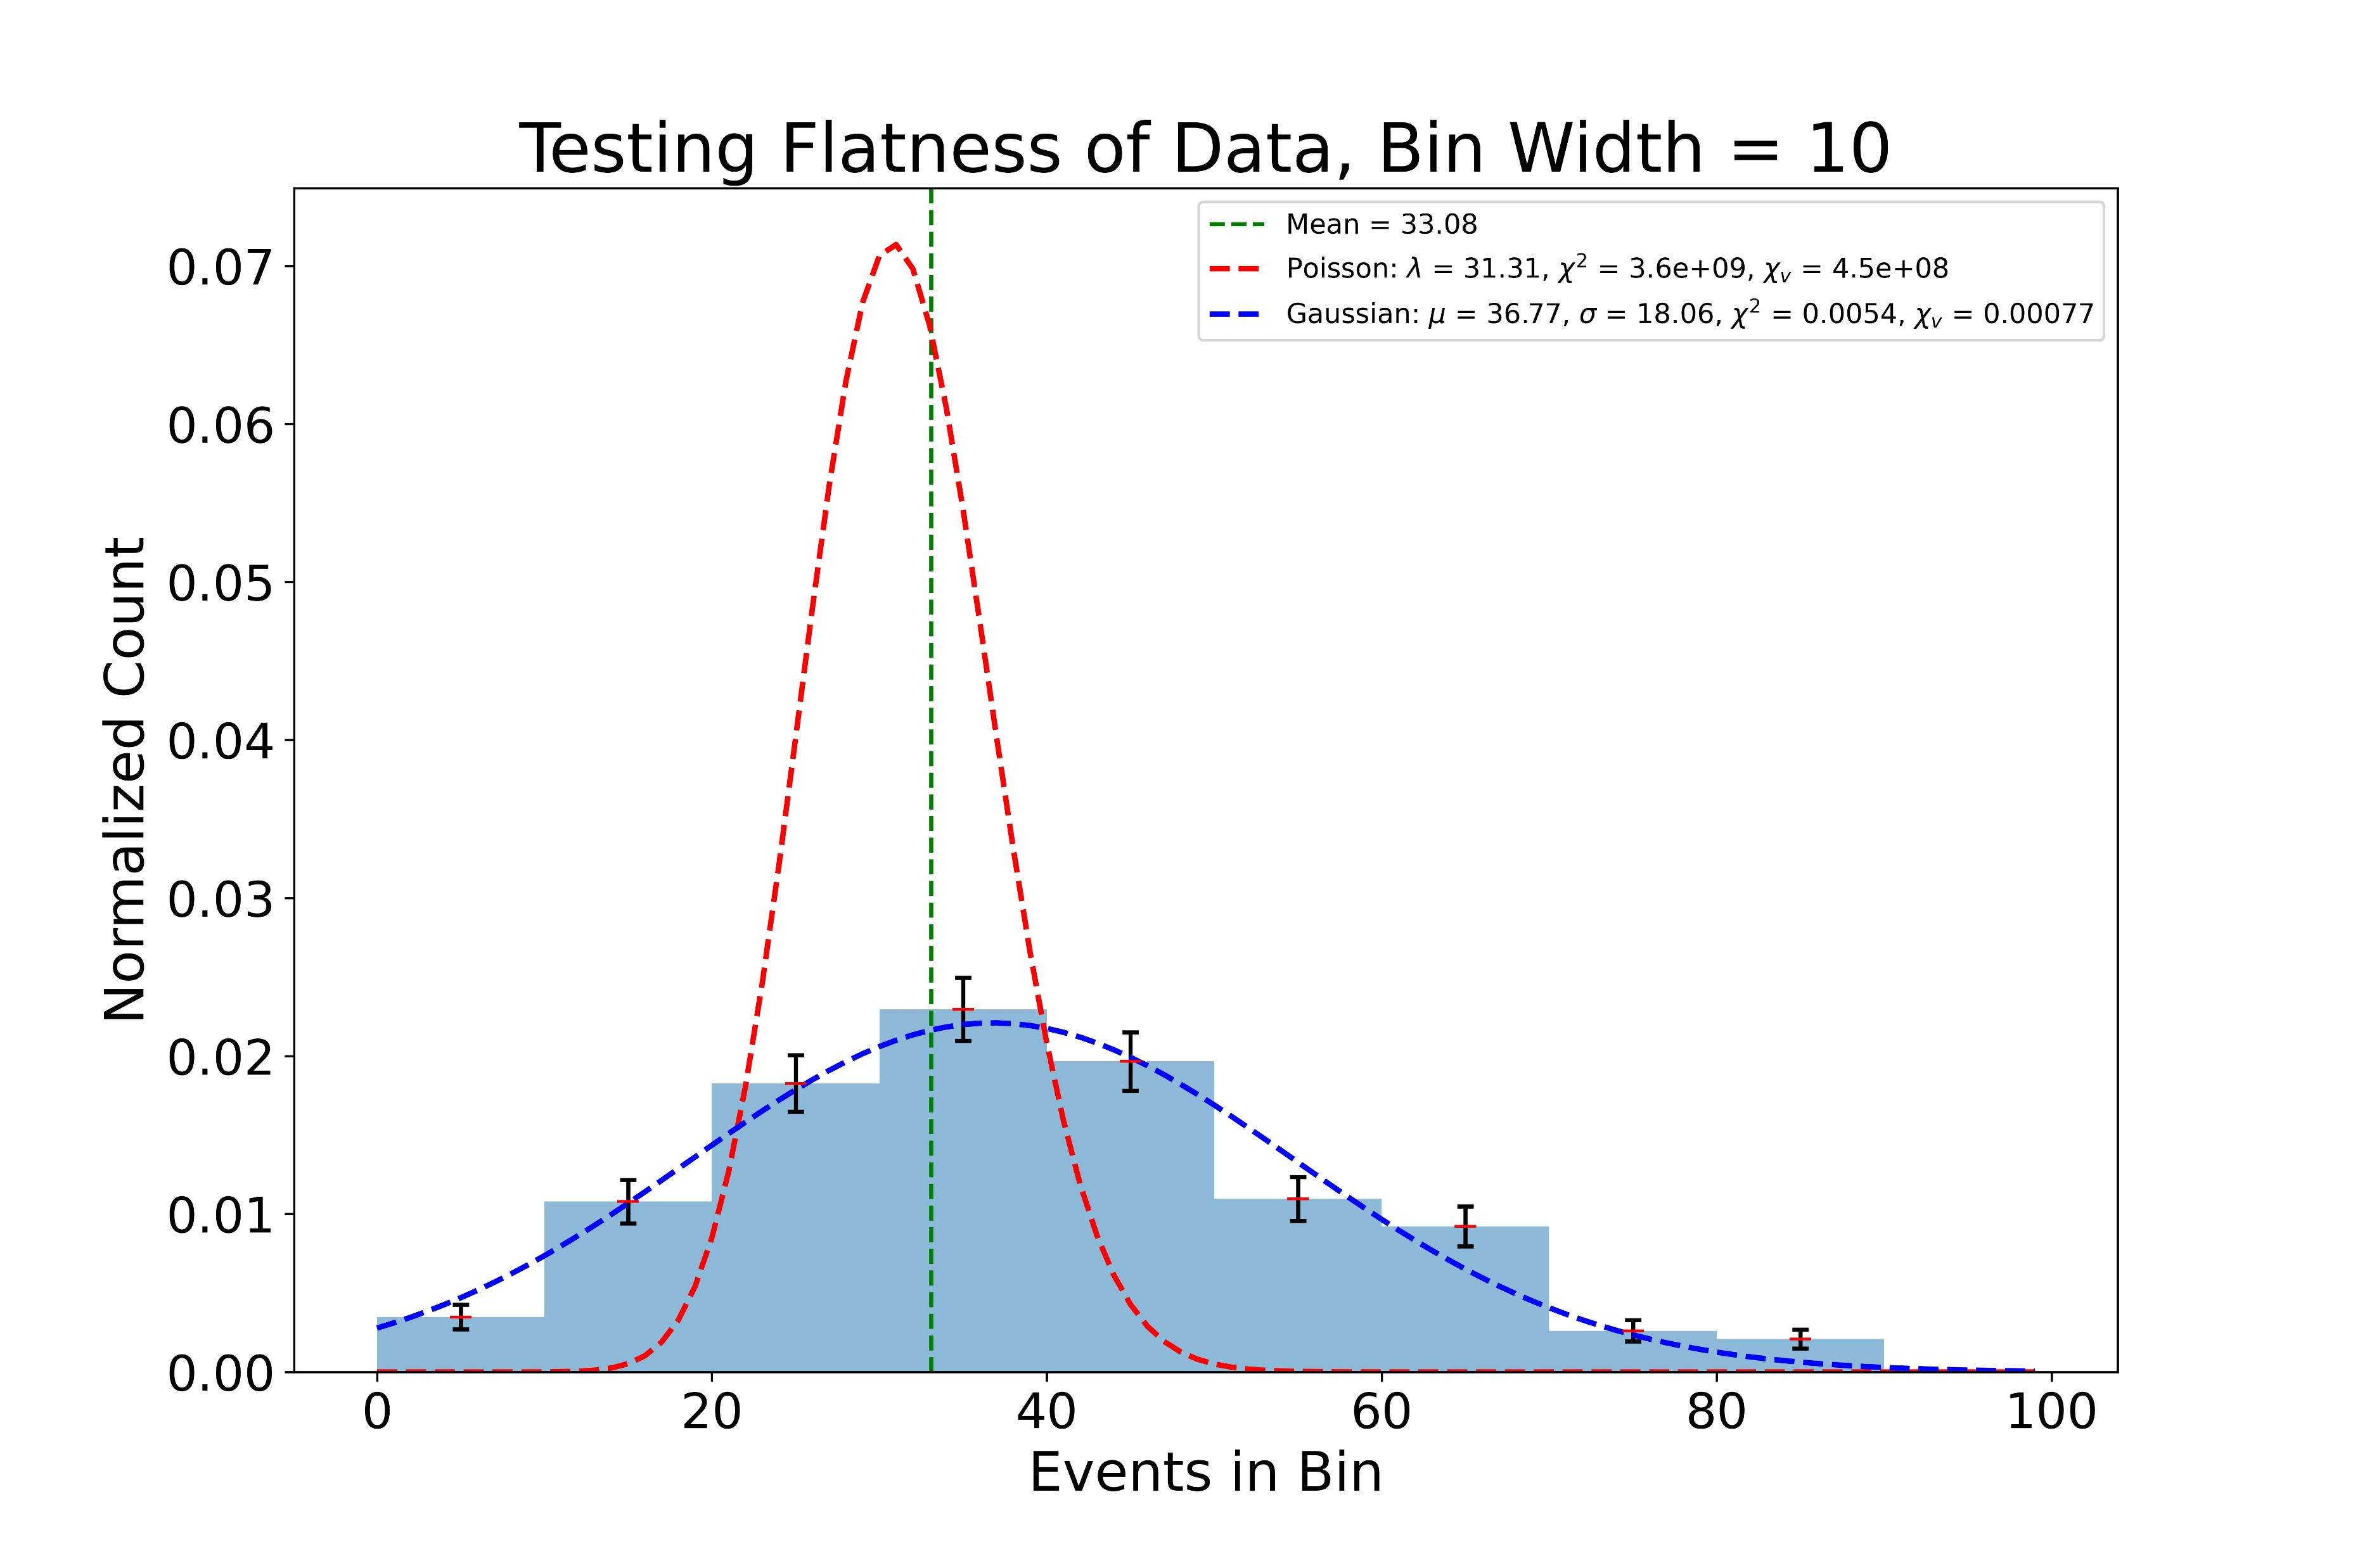 Testing Flatness of Data, Bin Width = 10
Mean = 33.08
Poisson: λ = 31.31, χ² = 3.6e+09, χᵥ = 4.5e+08
Gaussian: μ = 36.77, σ = 18.06, χ² = 0.0054, χᵥ = 0.00077
Normalized Count
0.07
0.06
0.05
0.04
0.03
0.02
0.01
0.00
0 20 40 60 80 100
Events in Bin